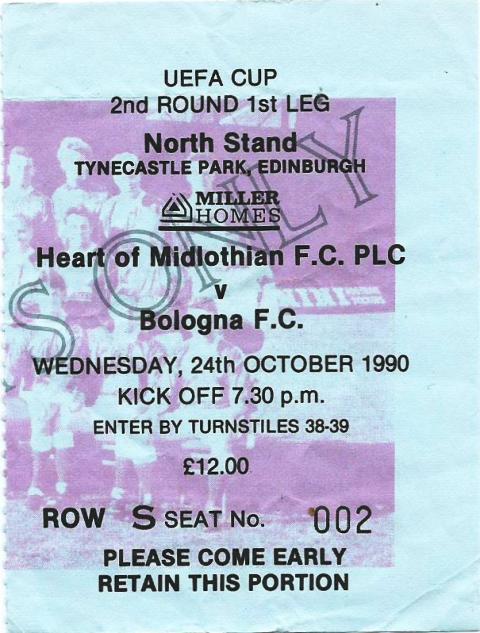 UEFA CUP
2nd ROUND 1st LEG
North Stand
TYNECASTLE PARK, EDINBURGH
MILLER
HOMES
Heart of Midlothian F.C. PLC
v
Bologna F.C.
WEDNESDAY, 24th OCTOBER 1990
KICK OFF 7.30 p.m.
ENTER BY TURNSTILES 38-39
£12.00
ROW S SEAT No. 002
PLEASE COME EARLY
RETAIN THIS PORTION
S ONLY